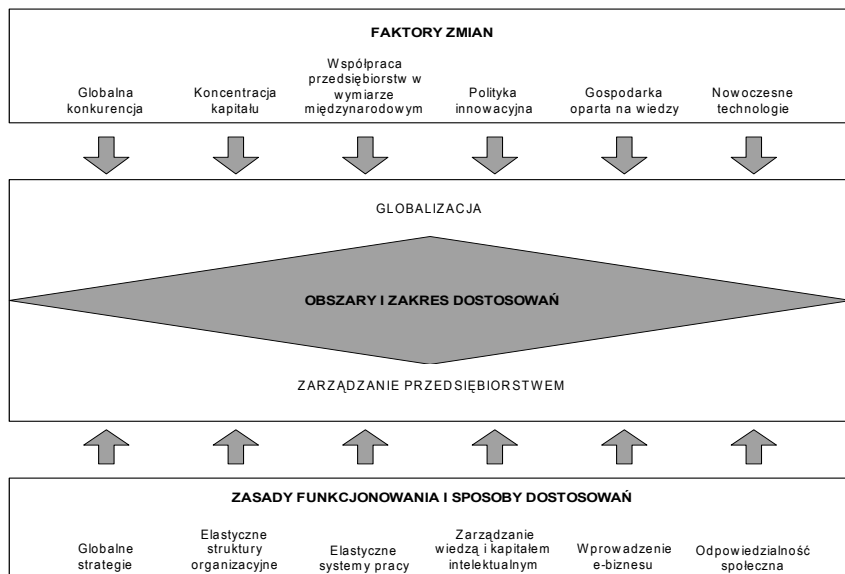 FAKTORY ZMIAN
Globalna
konkurencja
Koncentracja
kapitału
Współpraca
przedsiębiorstw w
wymiarze
międzynarodowym
Polityka
innowacyjna
Gospodarka
oparta na wiedzy
Nowoczesne
technologie
GLOBALIZACJA
OBSZARY I ZAKRES DOSTOSOWAŃ
ZARZĄDZANIE PRZEDSIĘBIORSTWEM
ZASADY FUNKCJONOWANIA I SPOSOBY DOSTOSOWAŃ
Globalne
strategie
Elastyczne
struktury
organizacyjne
Elastyczne
systemy pracy
Zarządzanie
wiedzą i kapitałem
intelektualnym
Wprowadzenie
e-biznesu
Odpowiedzialność
społeczna